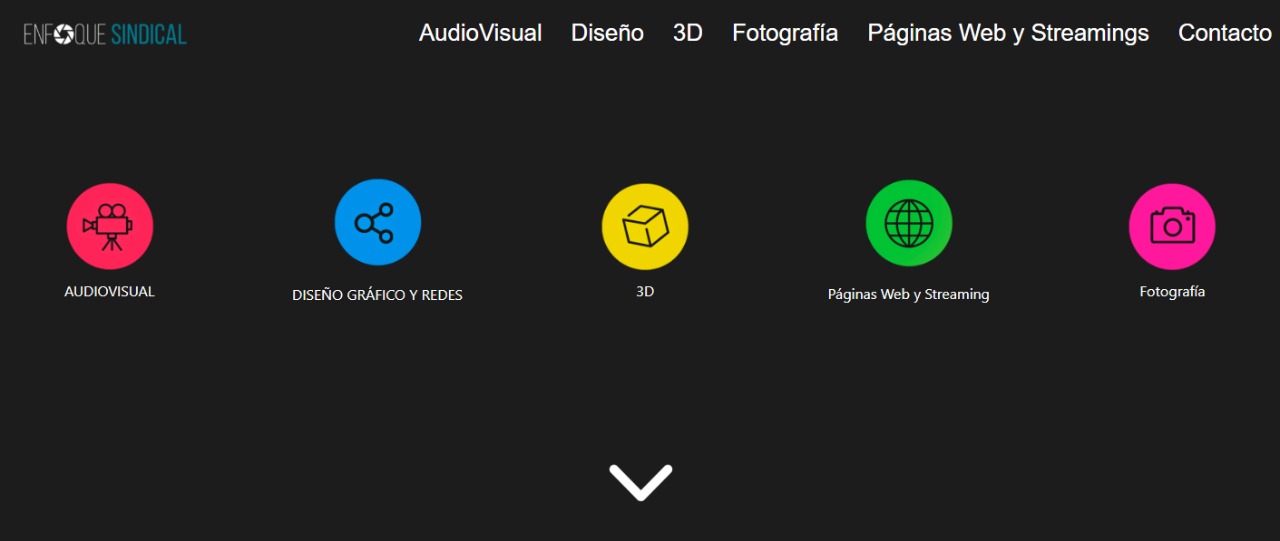 ENFOQUE SINDICAL
AudioVisual Diseño 3D Fotografía Páginas Web y Streamings Contacto
AUDIOVISUAL
DISEÑO GRÁFICO Y REDES
3D
Páginas Web y Streaming
Fotografía